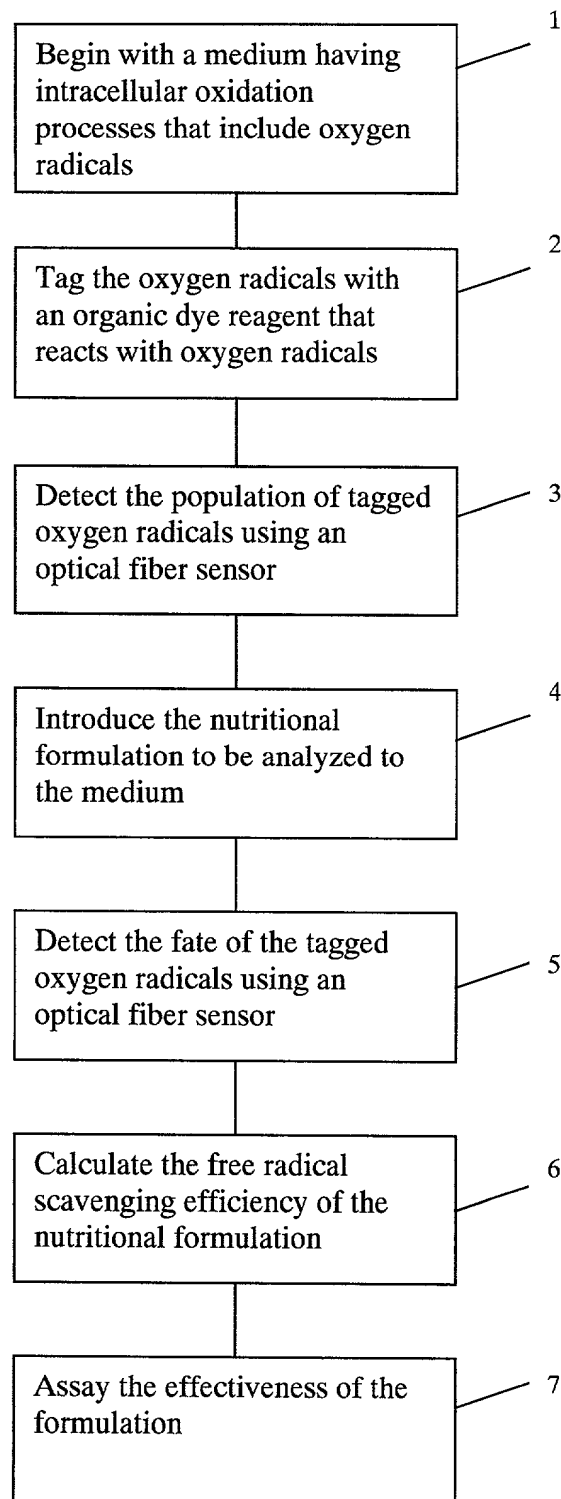 1
Begin with a medium having
intracellular oxidation
processes that include oxygen
radicals
2
Tag the oxygen radicals with
an organic dye reagent that
reacts with oxygen radicals
3
Detect the population of tagged
oxygen radicals using an
optical fiber sensor
4
Introduce the nutritional
formulation to be analyzed to
the medium
5
Detect the fate of the tagged
oxygen radicals using an
optical fiber sensor
6
Calculate the free radical
scavenging efficiency of the
nutritional formulation
7
Assay the effectiveness of the
formulation